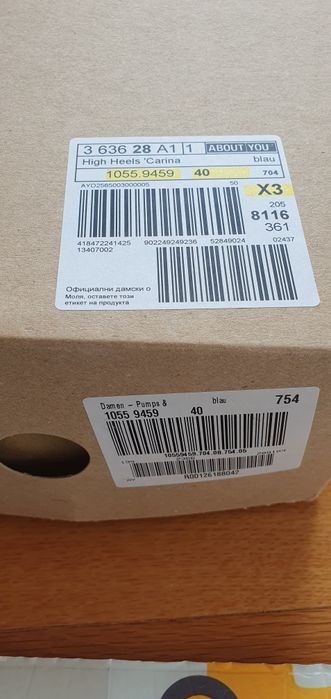 3 636 28 A1 1 ABOUT YOU
High Heels 'Carina blau
1055.9459 40 704
AYO2565003000005 50
X3
205
8116
361
418472241425 902249249236 52849024 02437
13407002
Официални дамски о
Моля, оставете този
етикет на продукта
Damen – Pumps & blau 754
1055 9459 40
10559459.704.08.754.05
R00126188042